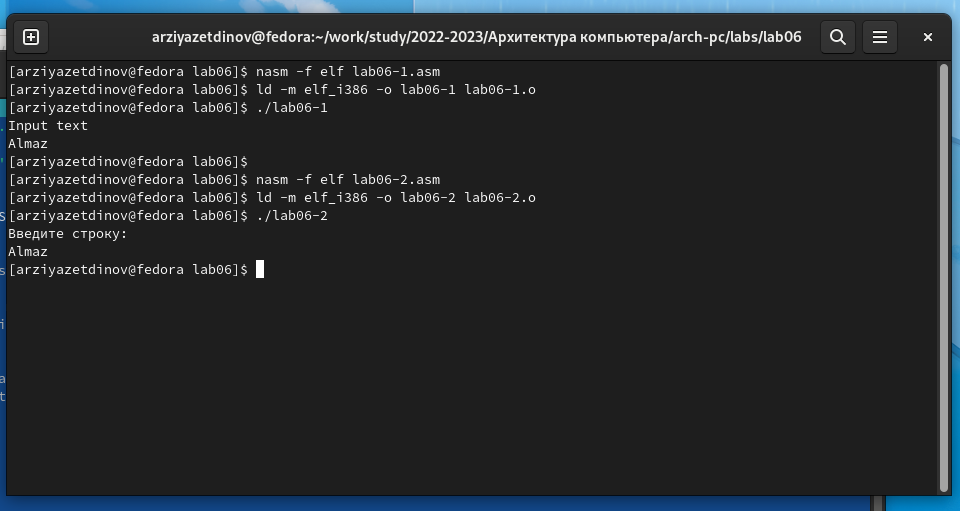 arziyazetdinov@fedora:~/work/study/2022-2023/Архитектура компьютера/arch-pc/labs/lab06
[arziyazetdinov@fedora lab06]$ nasm -f elf lab06-1.asm
[arziyazetdinov@fedora lab06]$ ld -m elf_i386 -o lab06-1 lab06-1.o
[arziyazetdinov@fedora lab06]$ ./lab06-1
Input text
Almaz
[arziyazetdinov@fedora lab06]$
[arziyazetdinov@fedora lab06]$ nasm -f elf lab06-2.asm
[arziyazetdinov@fedora lab06]$ ld -m elf_i386 -o lab06-2 lab06-2.o
[arziyazetdinov@fedora lab06]$ ./lab06-2
Введите строку:
Almaz
[arziyazetdinov@fedora lab06]$